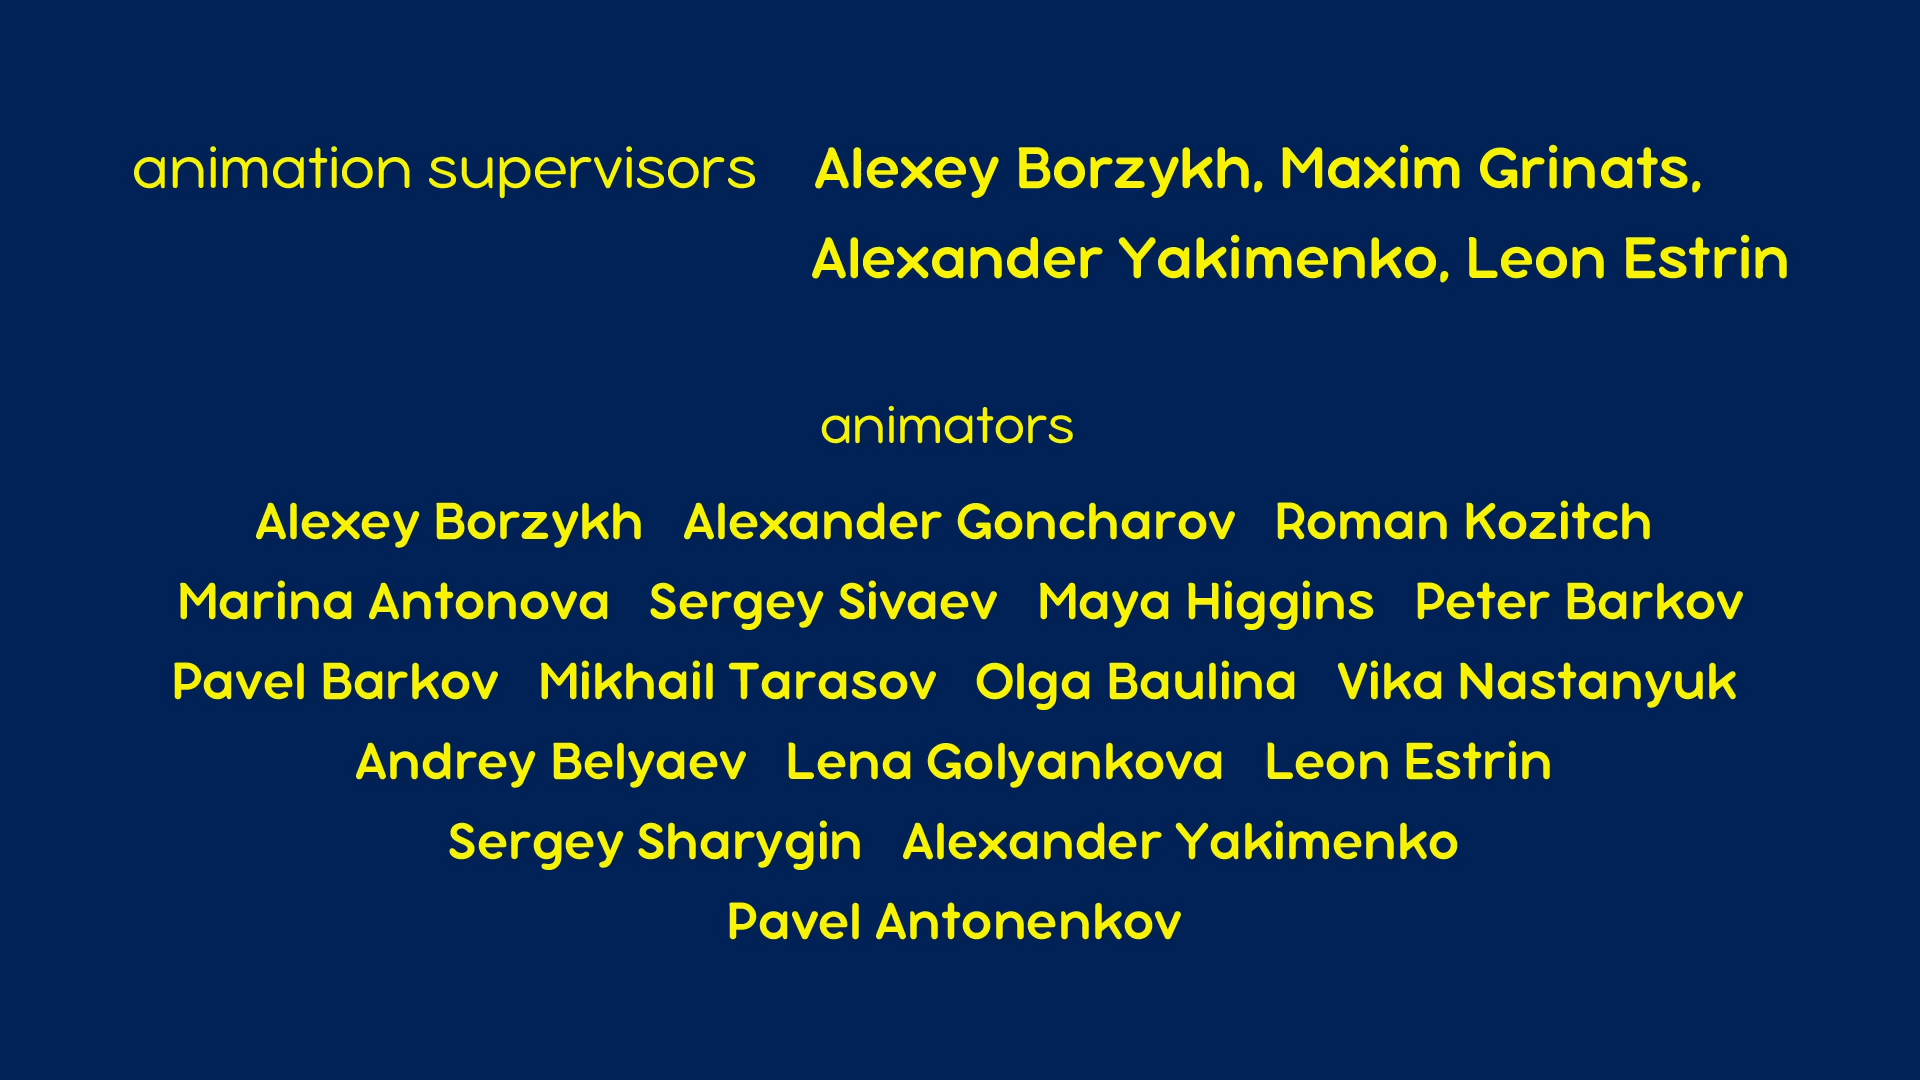 animation supervisors Alexey Borzykh, Maxim Grinats,
Alexander Yakimenko, Leon Estrin
animators
Alexey Borzykh Alexander Goncharov Roman Kozitch
Marina Antonova Sergey Sivaev Maya Higgins Peter Barkov
Pavel Barkov Mikhail Tarasov Olga Baulina Vika Nastanyuk
Andrey Belyaev Lena Golyankova Leon Estrin
Sergey Sharygin Alexander Yakimenko
Pavel Antonenkov